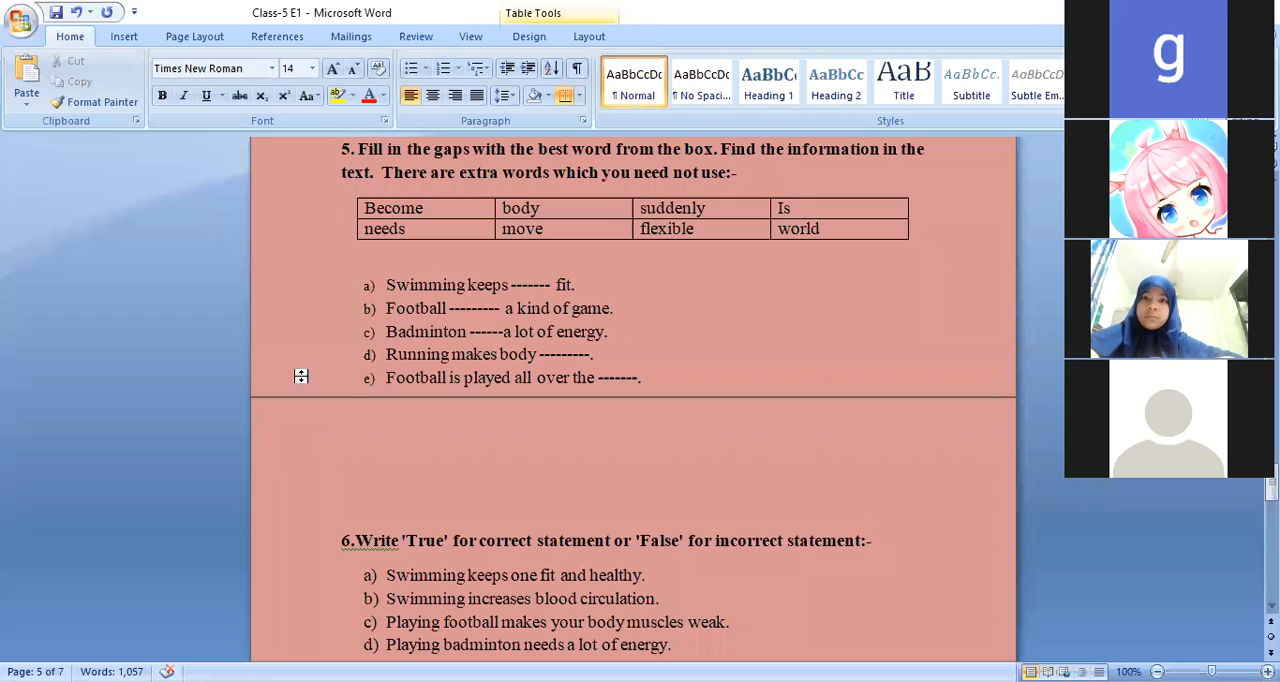 Class-5 E1 - Microsoft Word
Table Tools
Home Insert Page Layout References Mailings Review View Design Layout
Cut
Copy
Format Painter
Paste
Times New Roman 14
AaBbCcDc AaBbCcDc AaBbC AaBbCc AaB AaBbCc. AaBbCcD
¶ Normal ¶ No Spaci... Heading 1 Heading 2 Title Subtitle Subtle Em...
Clipboard Font Paragraph Styles
5. Fill in the gaps with the best word from the box. Find the information in the
text. There are extra words which you need not use:-
Become body suddenly Is
needs move flexible world
a) Swimming keeps ------- fit.
b) Football --------- a kind of game.
c) Badminton ------a lot of energy.
d) Running makes body ---------.
e) Football is played all over the -------.
6.Write 'True' for correct statement or 'False' for incorrect statement:-
a) Swimming keeps one fit and healthy.
b) Swimming increases blood circulation.
c) Playing football makes your body muscles weak.
d) Playing badminton needs a lot of energy.
Page: 5 of 7 Words: 1,057 100%
g